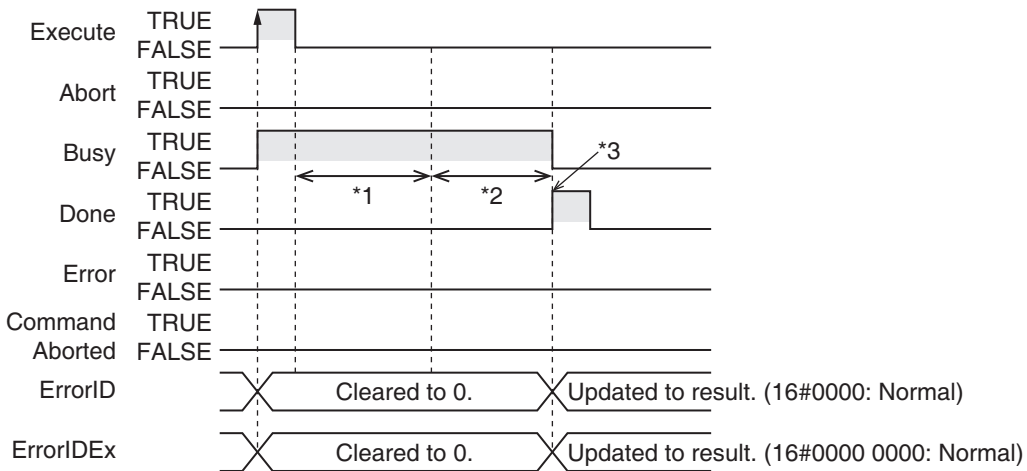 Execute TRUE
FALSE
Abort TRUE
FALSE
Busy TRUE
FALSE
*3
*1 *2
Done TRUE
FALSE
Error TRUE
FALSE
Command TRUE
Aborted FALSE
ErrorID Cleared to 0. Updated to result. (16#0000: Normal)
ErrorIDEx Cleared to 0. Updated to result. (16#0000 0000: Normal)